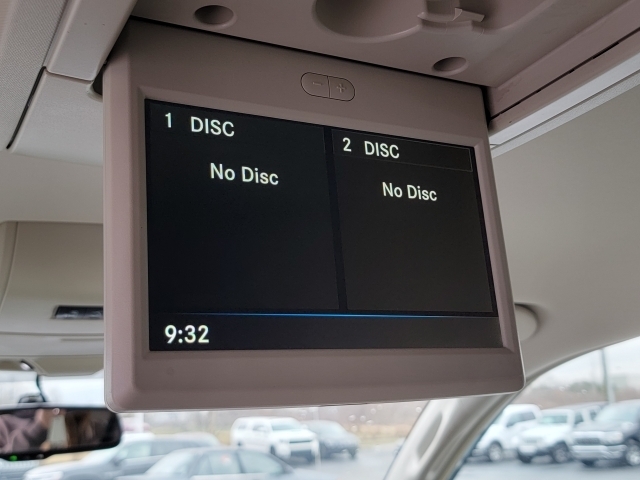 1 DISC
No Disc
2 DISC
No Disc
9:32